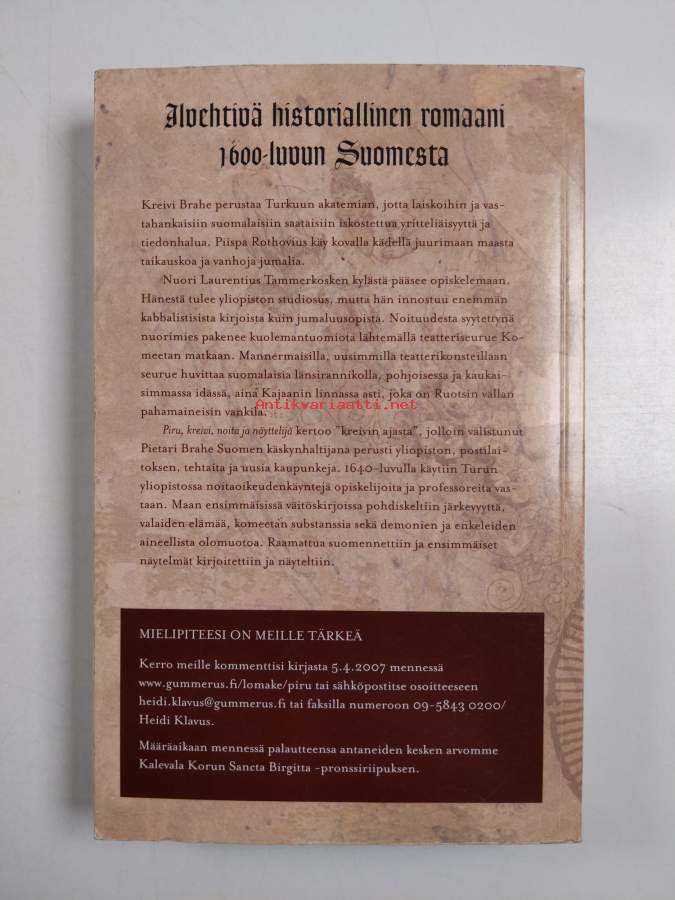 Ilvehtivä historiallinen romaani
1600-luvun Suomesta
Kreivi Brahe perustaa Turkuun akatemian, jotta laiskoihin ja vas-
tahankaisiin suomalaisiin saataisiin iskostettua yritteliäisyyttä ja
tiedonhalua. Piispa Rothovius käy kovalla kädellä juurimaan maasta
taikauskoa ja vanhoja jumalia.
Nuori Laurentius Tammerkosken kylästä pääsee opiskelemaan.
Hänestä tulee yliopiston studiosus, mutta hän innostuu enemmän
kabbalistisista kirjoista kuin jumaluusopista. Noituudesta syytettynä
nuorimies pakenee kuolemantuomiota lähtemällä teatteriseurue Ko-
meetan matkaan. Mannermaisilla, uusimmilla teatterikonsteillaan
seurue huvittaa suomalaisia länsirannikolla, pohjoisessa ja kaukai-
simmassa idässä, aina Kajaanin linnassa asti, joka on Ruotsin vallan
pahamaineisin vankila.
Antikvariaatti.net
Piru, kreivi, noita ja näyttelijä kertoo "kreivin ajasta", jolloin valistunut
Pietari Brahe Suomen käskynhaltijana perusti yliopiston, postilai-
toksen, tehtaita ja uusia kaupunkeja. 1640-luvulla käytiin Turun
yliopistossa noitaoikeudenkäyntejä opiskelijoita ja professoreita vas-
taan. Maan ensimmäisissä väitöskirjoissa pohdiskeltiin järkevyyttä,
valaiden elämää, komeetan substanssia sekä demonien ja enkeleiden
aineellista olomuotoa. Raamattua suomennettiin ja ensimmäiset
näytelmät kirjoitettiin ja näyteltiin.
MIELIPITEESI ON MEILLE TÄRKEÄ
Kerro meille kommenttisi kirjasta 5.4.2007 mennessä
www.gummerus.fi/lomake/piru tai sähköpostitse osoitteeseen
heidi.klavus@gummerus.fi tai faksilla numeroon 09-5843 0200/
Heidi Klavus.
Määräaikaan mennessä palautteensa antaneiden kesken arvomme
Kalevala Korun Sancta Birgitta -pronssiriipuksen.